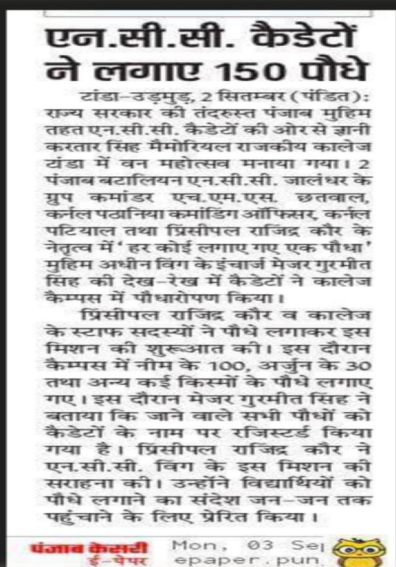 एन.सी.सी. कैडेटों
ने लगाए 150 पौधे
टांडा-उड़मुड़, 2 सितम्बर (पंडित):
राज्य सरकार की तंदरुस्त पंजाब मुहिम
तहत एन.सी.सी. कैडेटों की ओर से ज्ञानी
करतार सिंह मैमोरियल राजकीय कालेज
टांडा में वन महोत्सव मनाया गया। 2
पंजाब बटालियन एन.सी.सी. जालंधर के
ग्रुप कमांडर एच.एम.एस. छतवाल,
कर्नल पठानिया कमांडिंग ऑफिसर, कर्नल
पटियाल तथा प्रिंसीपल राजिंद्र कौर के
नेतृत्व में ' हर कोई लगाए गए एक पौधा'
मुहिम अधीन विंग के इंचार्ज मेजर गुरमीत
सिंह की देख-रेख में कैडेटों ने कालेज
कैम्पस में पौधारोपण किया।
प्रिंसीपल राजिंद्र कौर व कालेज
के स्टाफ सदस्यों ने पौधे लगाकर इस
मिशन की शुरूआत की। इस दौरान
कैम्पस में नीम के 100, अर्जुन के 30
तथा अन्य कई किस्मों के पौधे लगाए
गए। इस दौरान मेजर गुरमीत सिंह ने
बताया कि जाने वाले सभी पौधों को
कैडेटों के नाम पर रजिस्टर्ड किया
गया है। प्रिंसीपल राजिंद्र कौर ने
एन.सी.सी. विंग के इस मिशन की
सराहना की। उन्होंने विद्यार्थियों को
पौधे लगाने का संदेश जन-जन तक
पहुंचाने के लिए प्रेरित किया।
पंजाब केसरी Mon, 03 Sej
ई-पेपर epaper.pun